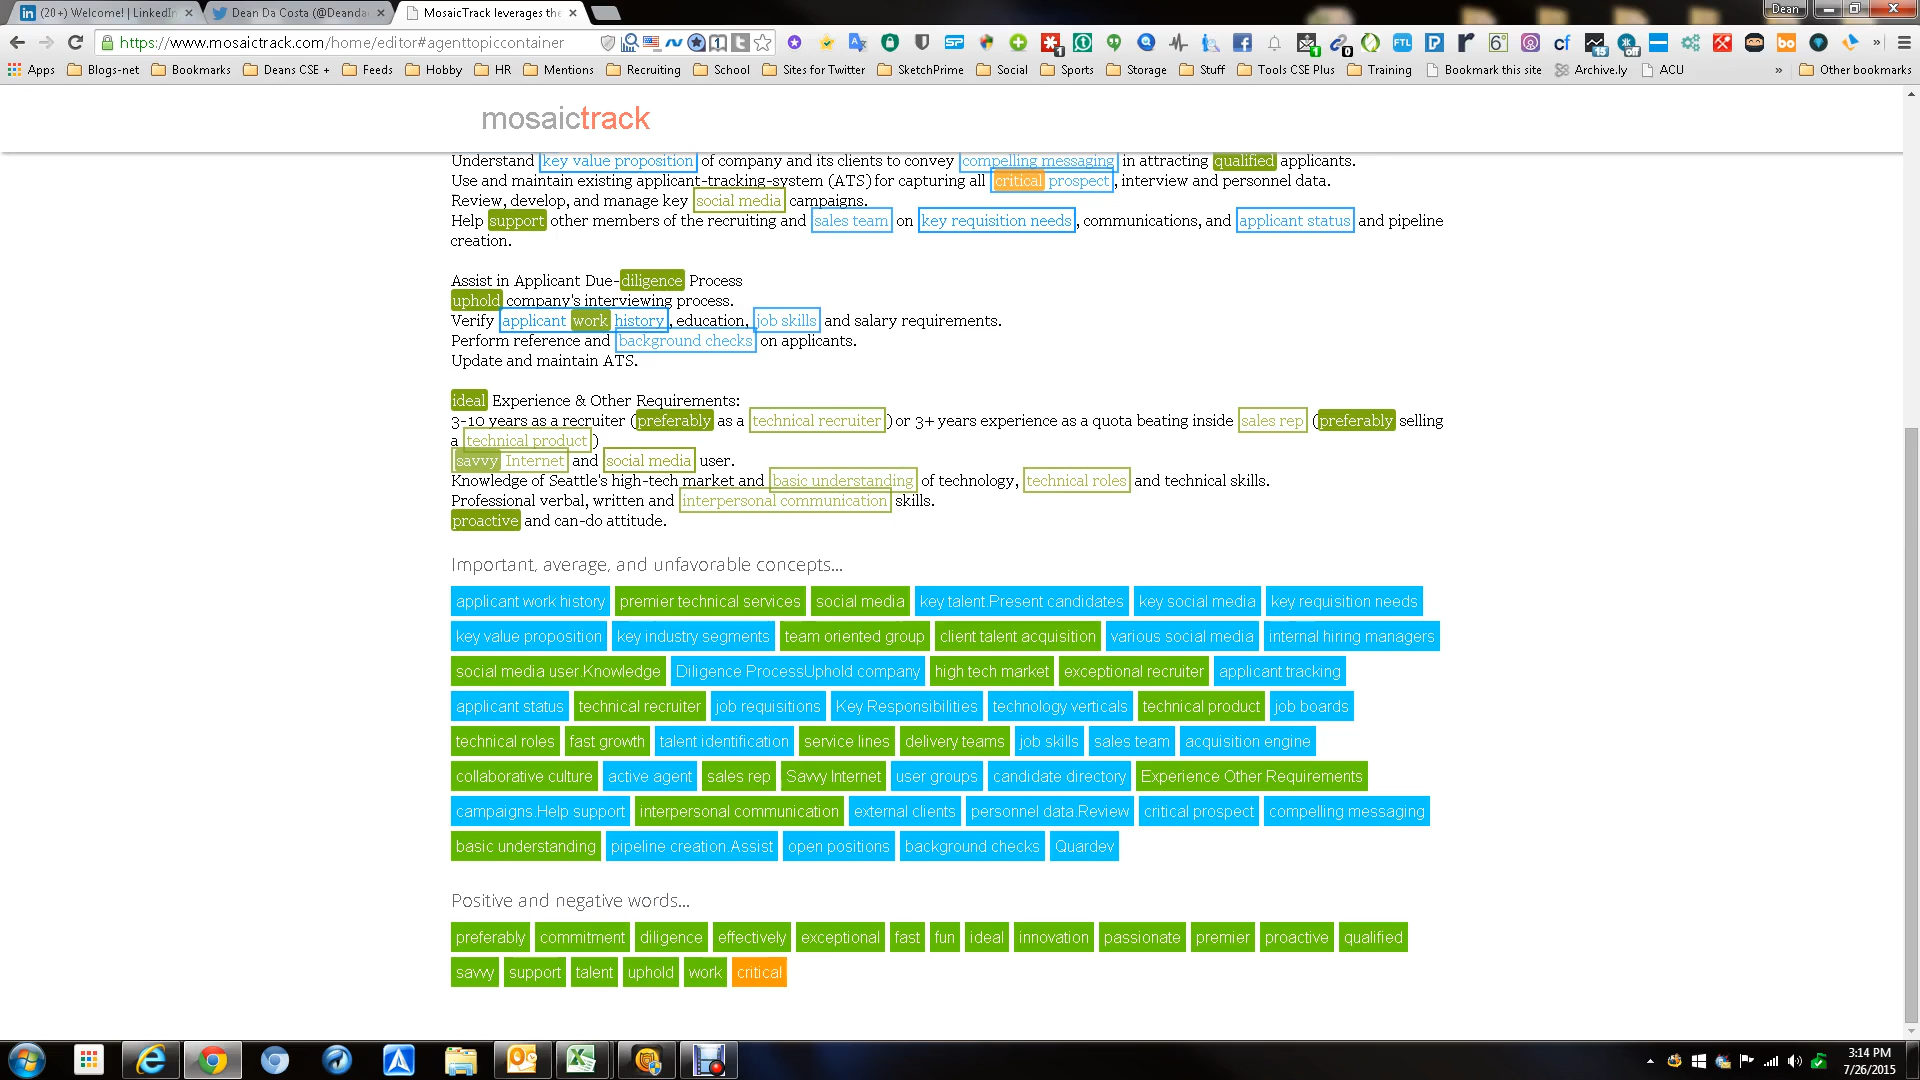 (20+) Welcome! | LinkedIn
Dean Da Costa (@Deanda
MosaicTrack leverages the
Dean
https://www.mosaictrack.com/home/editor#agenttopiccontainer
Apps Blogs-net Bookmarks Deans CSE + Feeds Hobby HR Mentions Recruiting School Sites for Twitter SketchPrime Social Sports Storage Stuff Tools CSE Plus Training Bookmark this site Archive.ly ACU » Other bookmarks
mosaictrack
Understand key value proposition of company and its clients to convey compelling messaging in attracting qualified applicants.
Use and maintain existing applicant-tracking-system (ATS) for capturing all critical prospect, interview and personnel data.
Review, develop, and manage key social media campaigns.
Help support other members of the recruiting and sales team on key requisition needs, communications, and applicant status and pipeline
creation.
Assist in Applicant Due-diligence Process
uphold company's interviewing process.
Verify applicant work history, education, job skills and salary requirements.
Perform reference and background checks on applicants.
Update and maintain ATS.
ideal Experience & Other Requirements:
3-10 years as a recruiter (preferably as a technical recruiter) or 3+ years experience as a quota beating inside sales rep (preferably selling
a technical product)
savvy Internet and social media user.
Knowledge of Seattle's high-tech market and basic understanding of technology, technical roles and technical skills.
Professional verbal, written and interpersonal communication skills.
proactive and can-do attitude.
Important, average, and unfavorable concepts...
applicant work history premier technical services social media key talent.Present candidates key social media key requisition needs
key value proposition key industry segments team oriented group client talent acquisition various social media internal hiring managers
social media user.Knowledge Diligence ProcessUphold company high tech market exceptional recruiter applicant tracking
applicant status technical recruiter job requisitions Key Responsibilities technology verticals technical product job boards
technical roles fast growth talent identification service lines delivery teams job skills sales team acquisition engine
collaborative culture active agent sales rep Savvy Internet user groups candidate directory Experience Other Requirements
campaigns.Help support interpersonal communication external clients personnel data.Review critical prospect compelling messaging
basic understanding pipeline creation.Assist open positions background checks Quardev
Positive and negative words...
preferably commitment diligence effectively exceptional fast fun ideal innovation passionate premier proactive qualified
savvy support talent uphold work critical
3:14 PM
7/26/2015